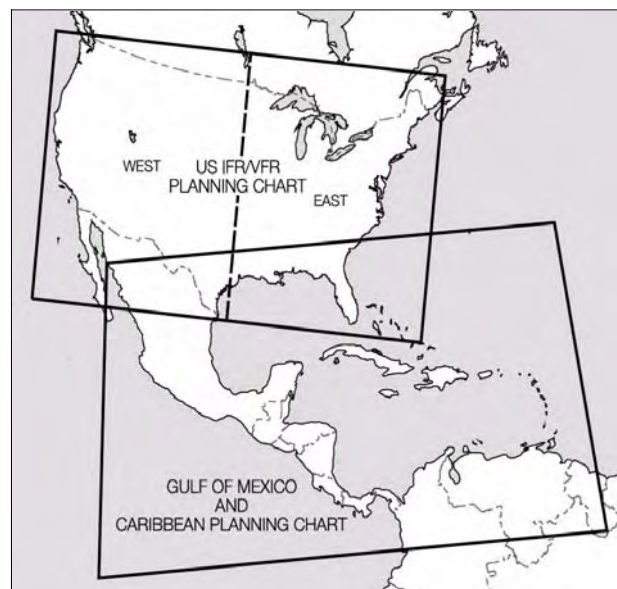 WEST
US IFR/VFR
PLANNING CHART
EAST
GULF OF MEXICO
AND
CARIBBEAN PLANNING CHART